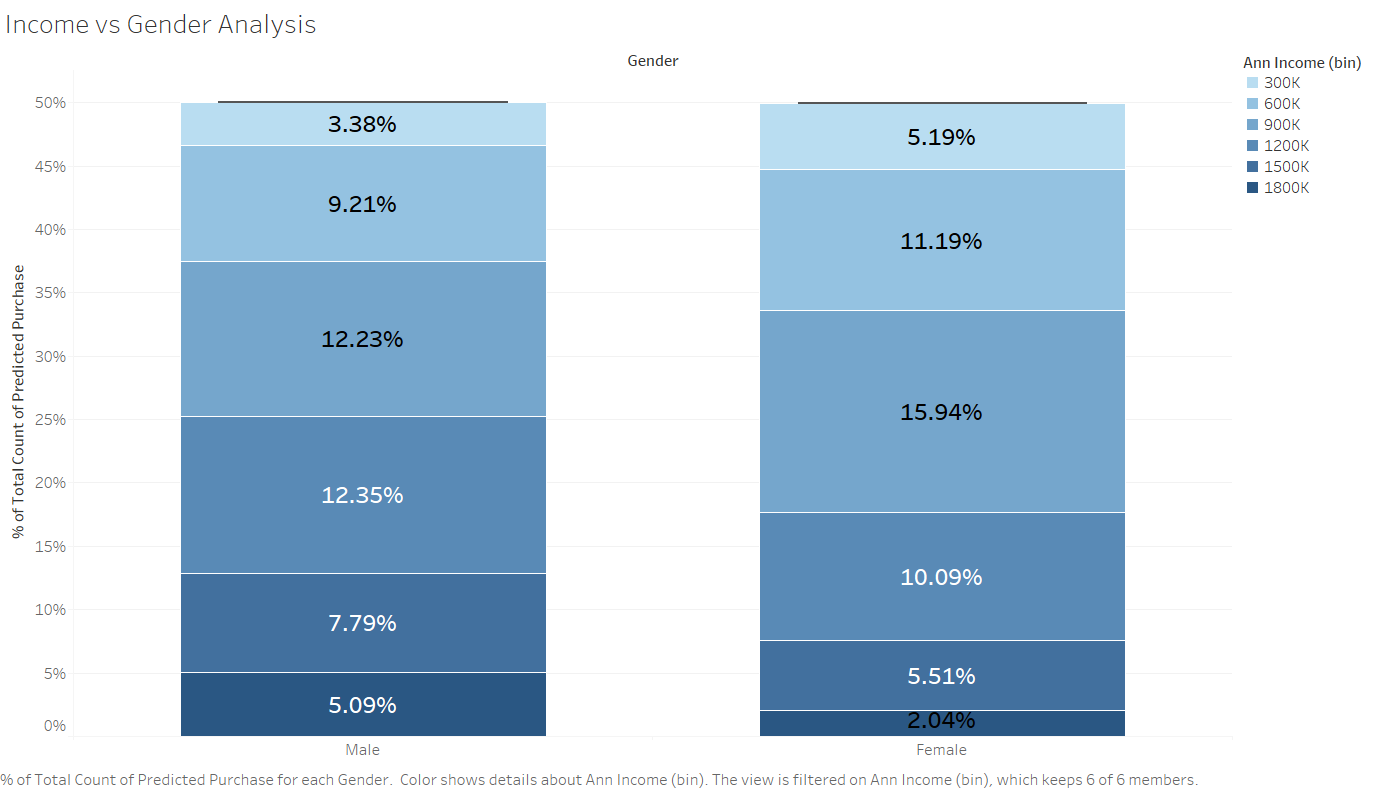 Income vs Gender Analysis
Gender
Ann Income (bin)
300K
600K
900K
1200K
1500K
1800K
% of Total Count of Predicted Purchase
50%
45%
40%
35%
30%
25%
20%
15%
10%
5%
0%
3.38%
9.21%
12.23%
12.35%
7.79%
5.09%
5.19%
11.19%
15.94%
10.09%
5.51%
2.04%
Male
Female
% of Total Count of Predicted Purchase for each Gender. Color shows details about Ann Income (bin). The view is filtered on Ann Income (bin), which keeps 6 of 6 members.